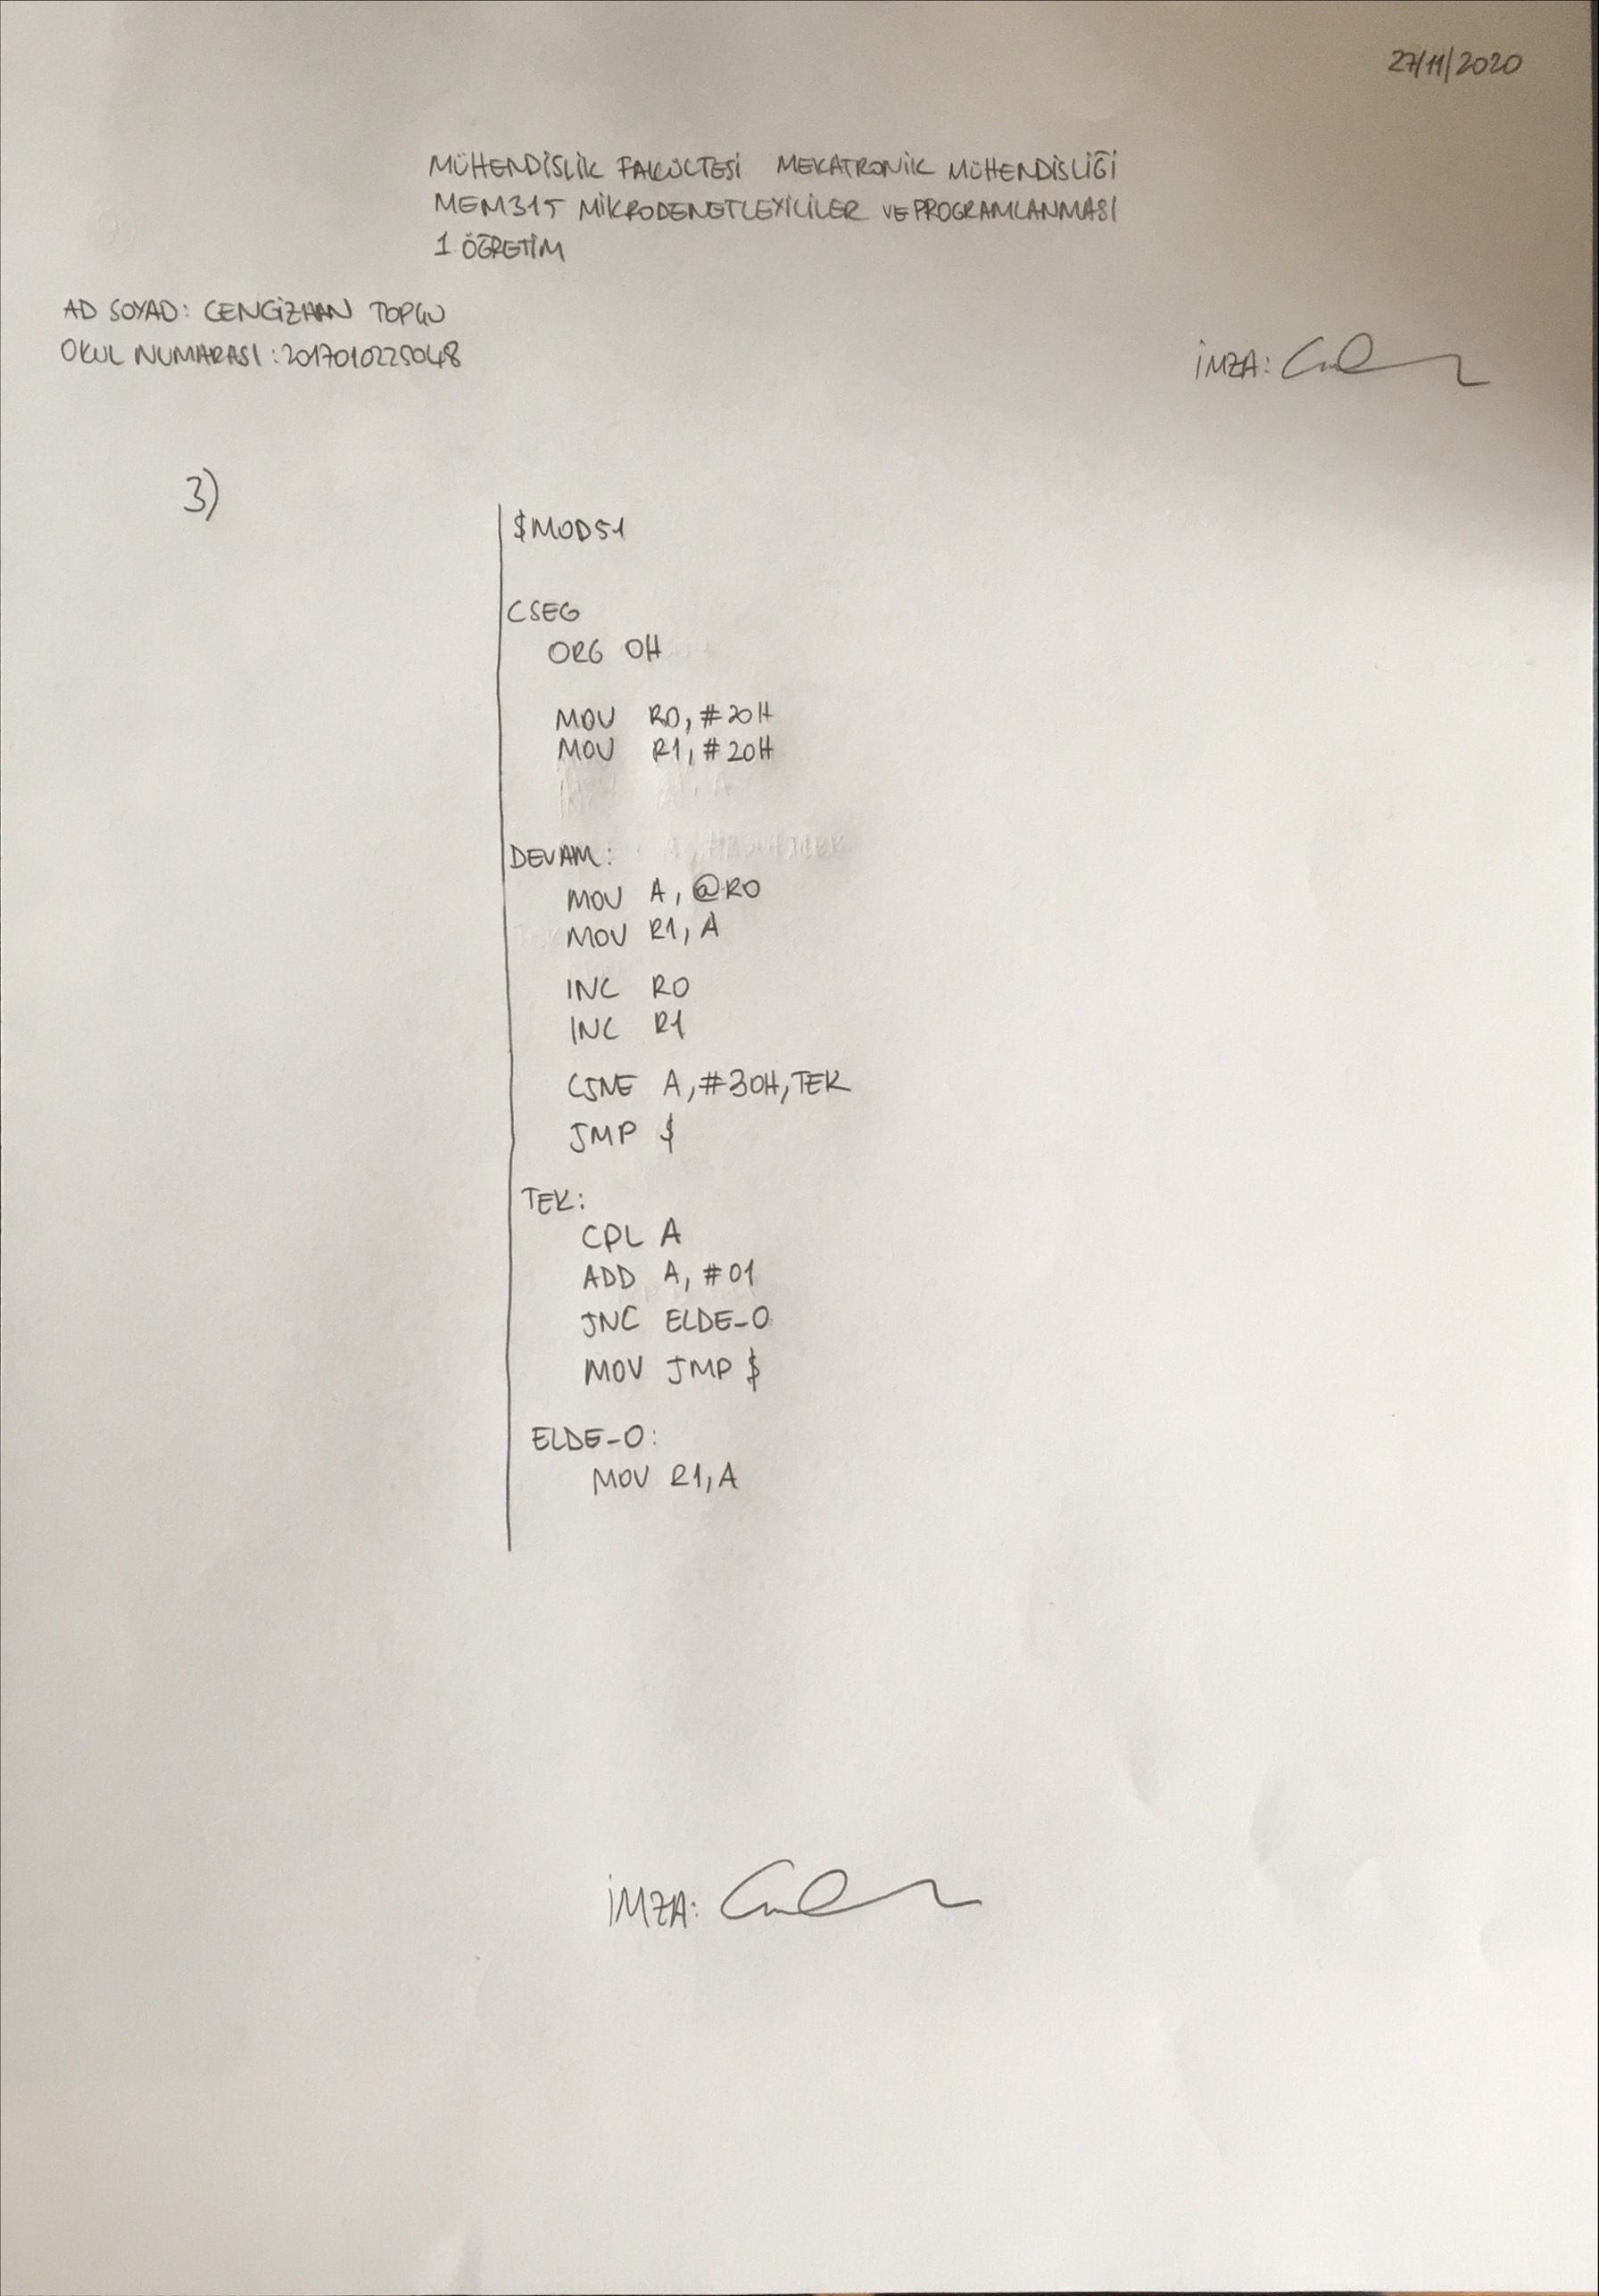 27/11/2020
MÜHENDİSLİK FAKÜLTESİ MEKATRONİK MÜHENDİSLİĞİ
MEM315 MİKRODENETLEYİCİLER VE PROGRAMLANMASI
1. ÖĞRETİM
AD SOYAD: CENGİZHAN TOPÇU
OKUL NUMARASI: 2017010225048
İMZA:
3)
$MOD51
CSEG
ORG 0H
MOV R0, #20H
MOV R1, #20H
DEVAM:
MOV A, @R0
MOV R1, A
INC R0
INC R1
CJNE A, #30H, TEK
JMP $
TEK:
CPL A
ADD A, #01
JNC ELDE-0
MOV JMP $
ELDE-0:
MOV R1, A
İMZA: